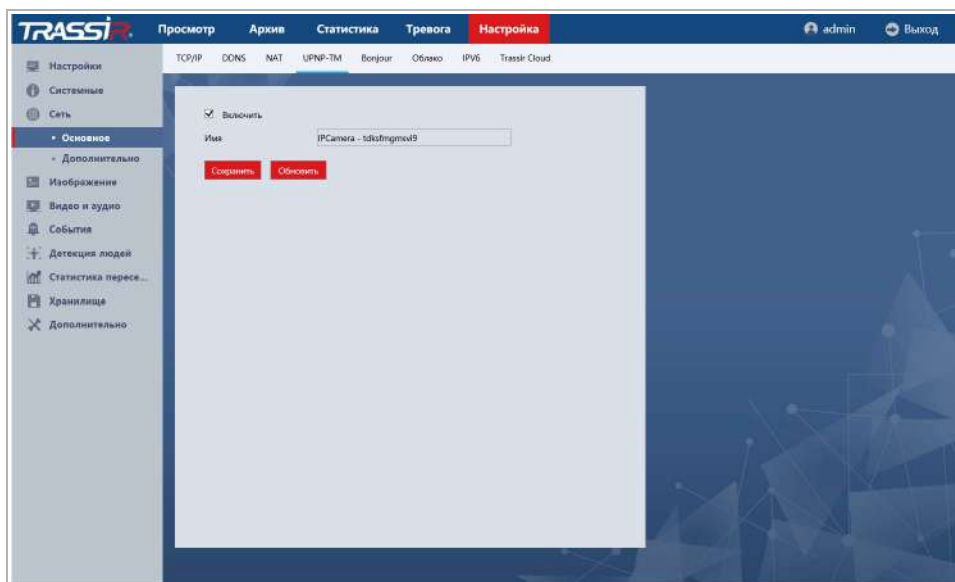 TRASSIR
Просмотр Архив Статистика Тревога Настройка admin Выход
TCP/IP DDNS NAT UPNP-TM Bonjour Облако IPV6 Trassir Cloud
Настройки
Системные
Сеть
Основное
Дополнительно
Изображение
Видео и аудио
События
Детекция людей
Статистика пересе...
Хранилище
Дополнительно
Включить
Имя IPCamera -
Сохранить Обновить